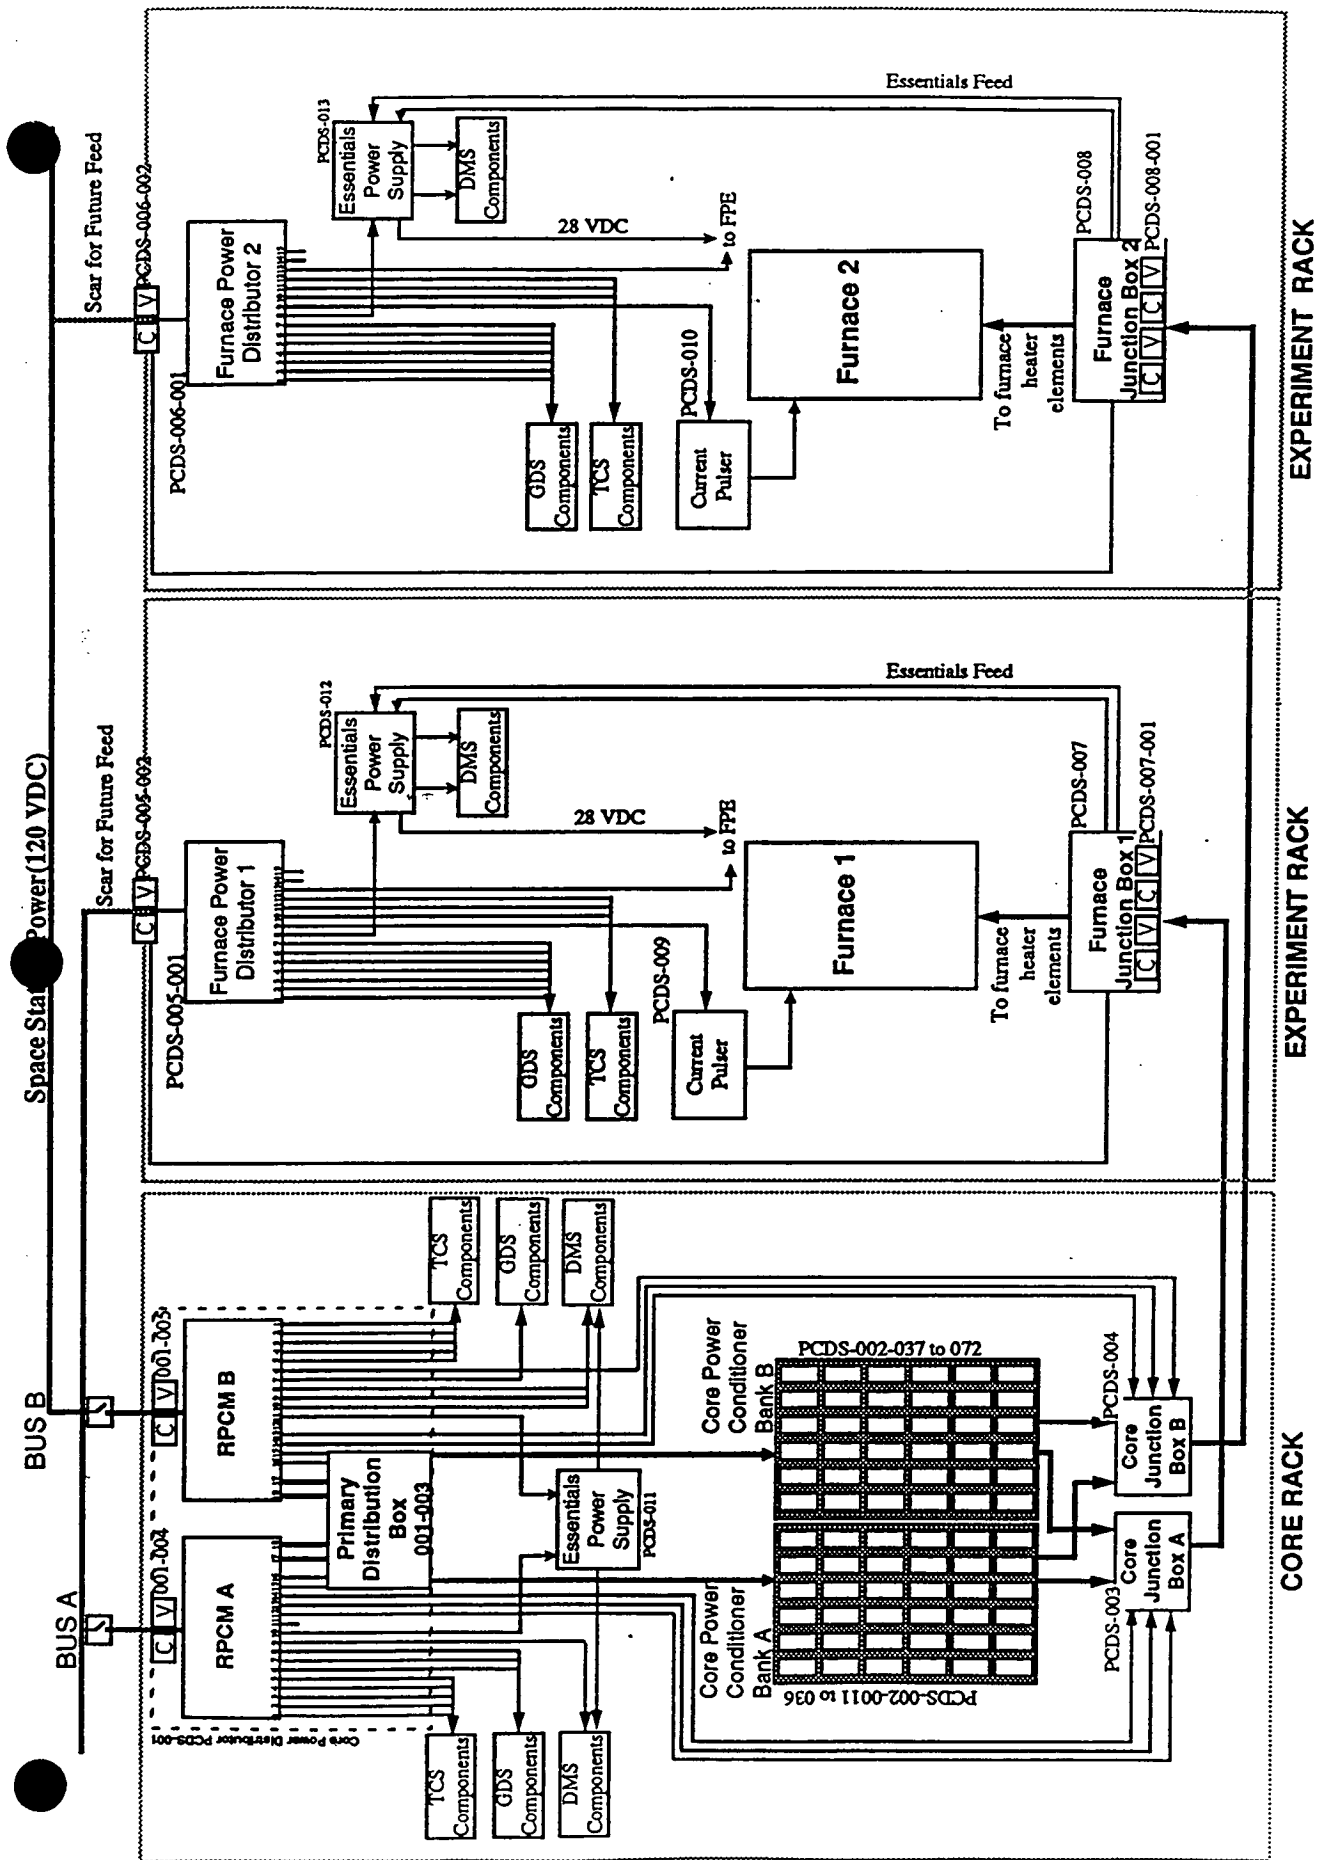 Space Sta
Power(120 VDC)
BUS A
BUS B
C V 001-004
C V 001-005
RPCM A
RPCM B
Primary
Distribution
Box
001-003
Core Power Distributor PCDS-001
TCS
Components
GDS
Components
DMS
Components
TCS
Components
GDS
Components
DMS
Components
Essentials
Power
Supply
PCDS-011
Core Power
Conditioner
Bank A
PCDS-002-0011 to 036
Core Power
Conditioner
Bank B
PCDS-002-037 to 072
PCDS-003
Core
Junction
Box A
PCDS-004
Core
Junction
Box B
CORE RACK
Scar for Future Feed
C V PCDS-005-002
PCDS-005-001
Furnace Power
Distributor 1
PCDS-012
Essentials
Power
Supply
DMS
Components
28 VDC
to FPE
GDS
Components
TCS
Components
PCDS-009
Current
Pulser
Furnace 1
To furnace
heater
elements
Essentials Feed
PCDS-007
Furnace
Junction Box 1
C V C V PCDS-007-001
EXPERIMENT RACK
Scar for Future Feed
C V PCDS-006-002
PCDS-006-001
Furnace Power
Distributor 2
PCDS-013
Essentials
Power
Supply
DMS
Components
28 VDC
to FPE
GDS
Components
TCS
Components
PCDS-010
Current
Pulser
Furnace 2
To furnace
heater
elements
Essentials Feed
PCDS-008
Furnace
Junction Box 2
C V C V PCDS-008-001
EXPERIMENT RACK